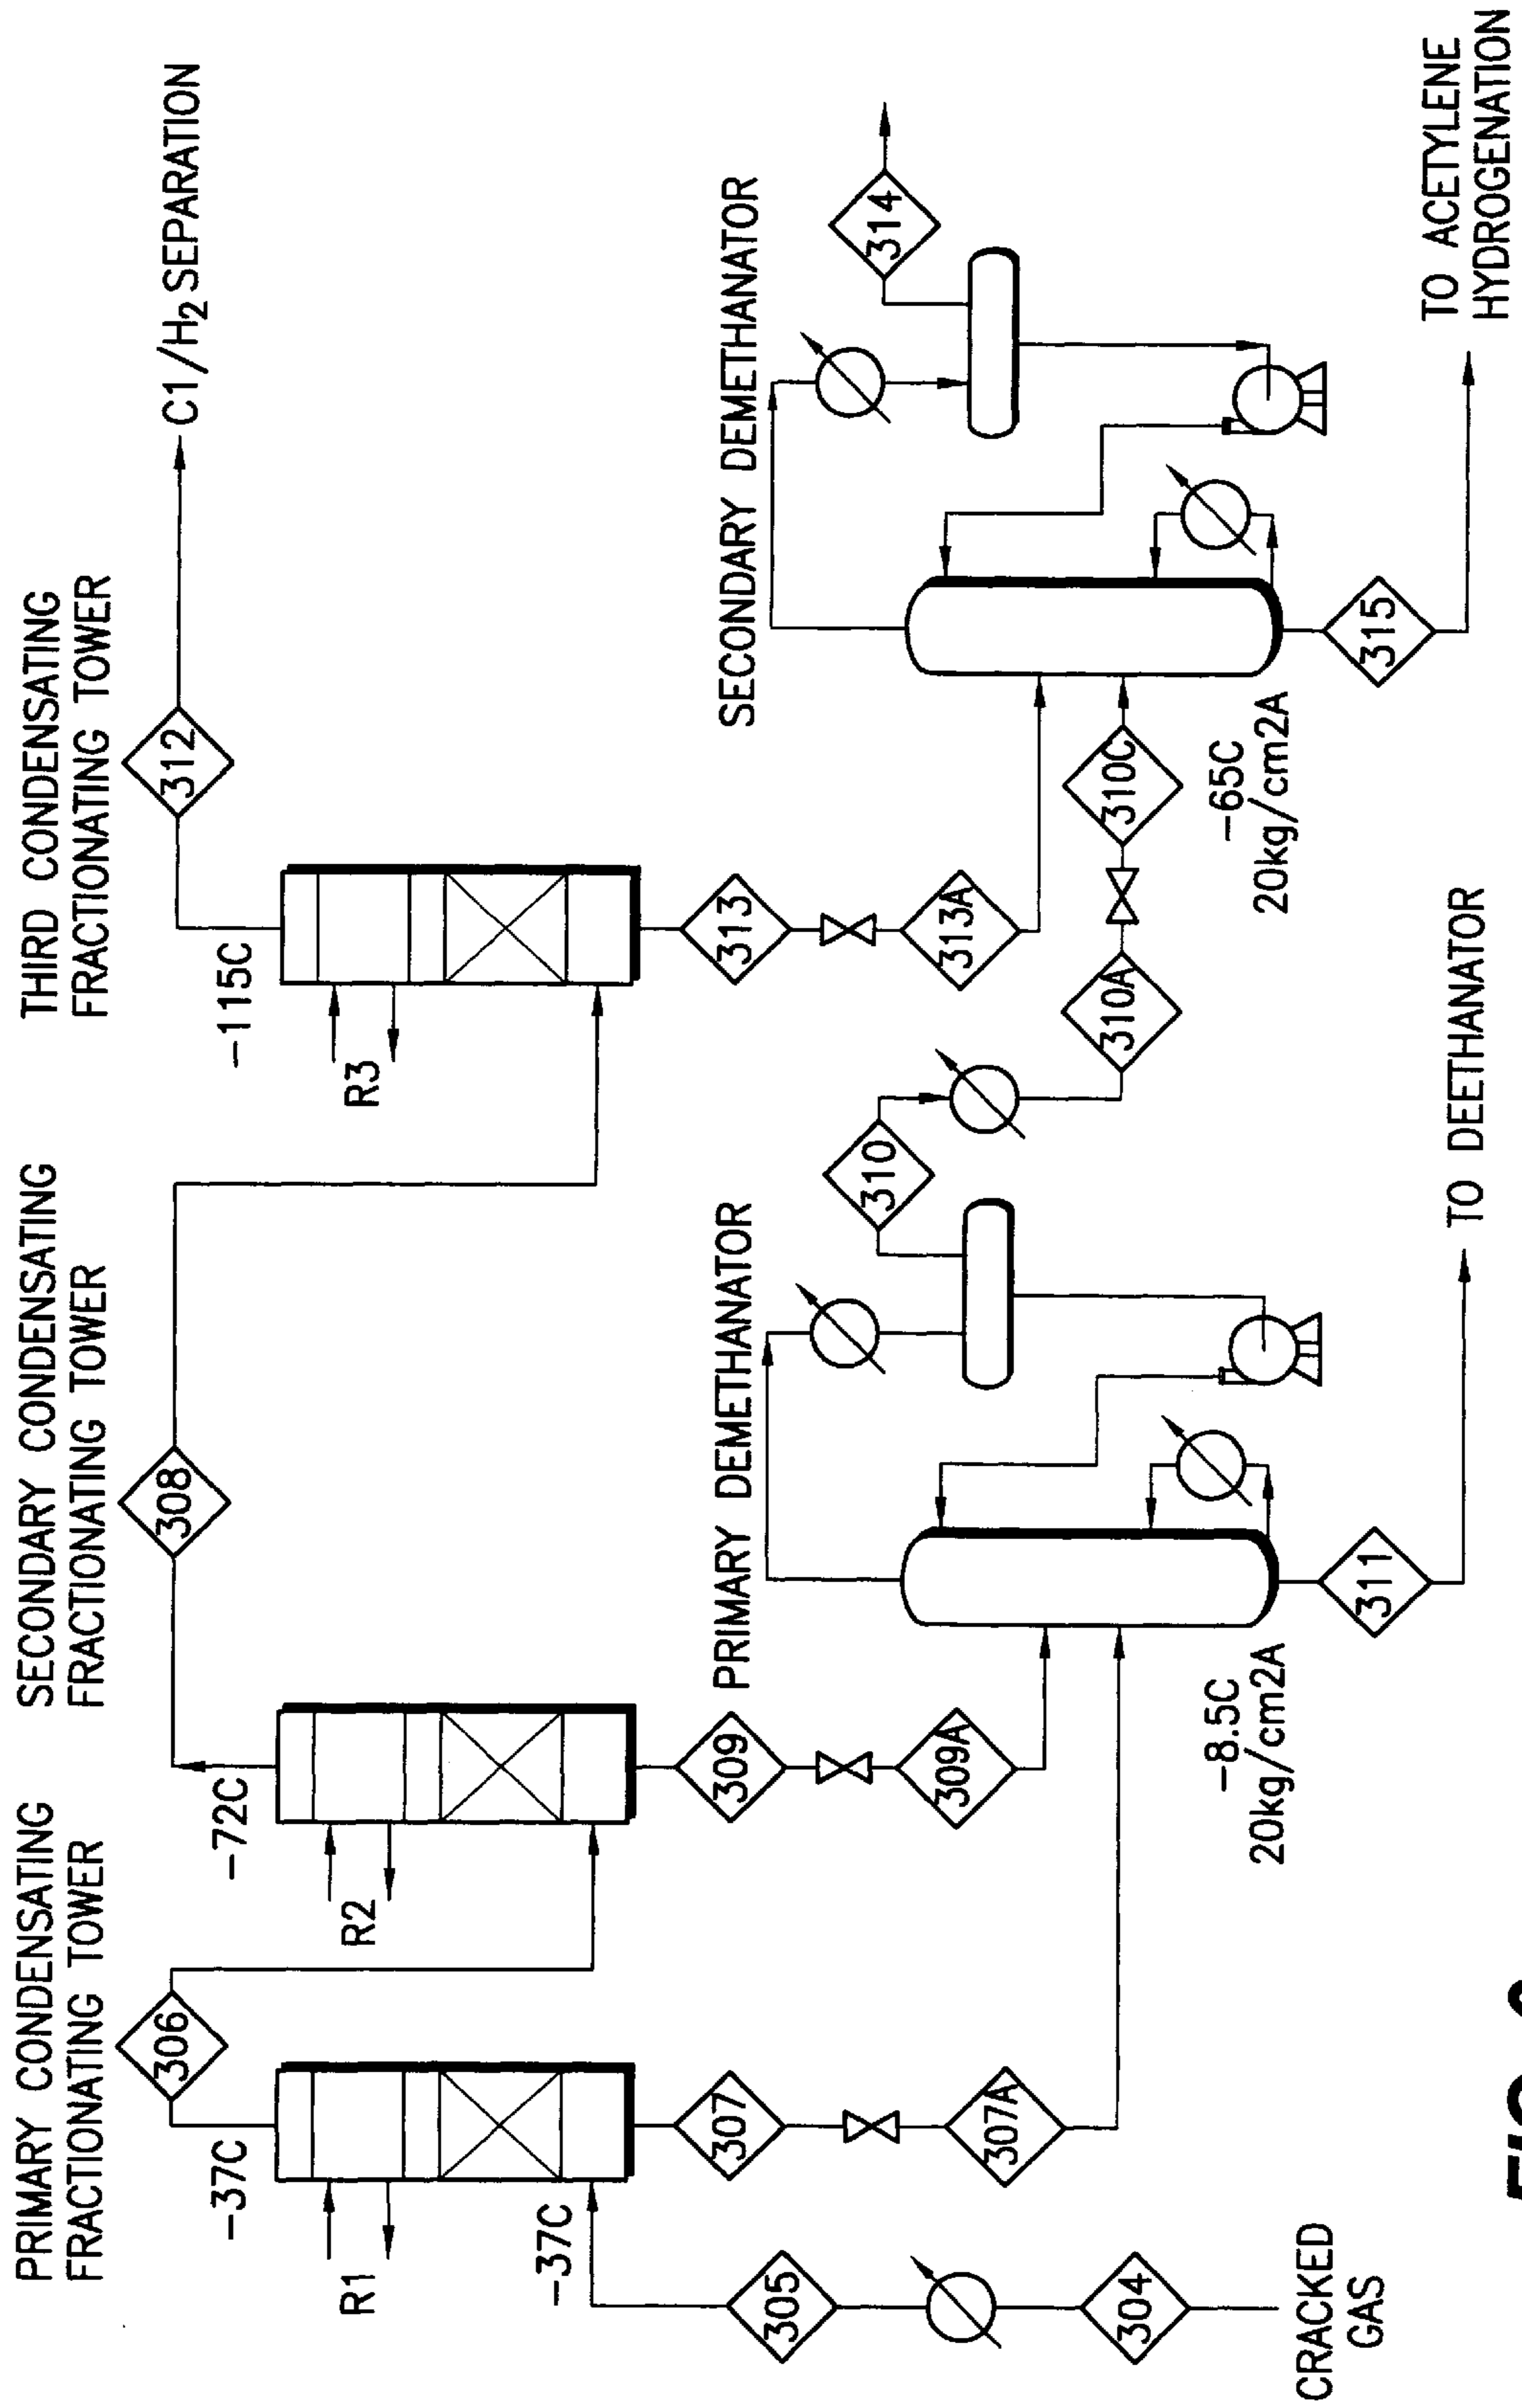 PRIMARY CONDENSATING
FRACTIONATING TOWER
SECONDARY CONDENSATING
FRACTIONATING TOWER
THIRD CONDENSATING
FRACTIONATING TOWER
306
308
312
C1/H2 SEPARATION
-37C
-72C
-115C
R1
R2
R3
-37C
305
304
CRACKED
GAS
307
307A
309
309A
313
313A
PRIMARY DEMETHANATOR
SECONDARY DEMETHANATOR
310
310A
310C
314
-8.5C
20kg/cm2A
-65C
20kg/cm2A
311
TO DEETHANATOR
315
TO ACETYLENE
HYDROGENATION